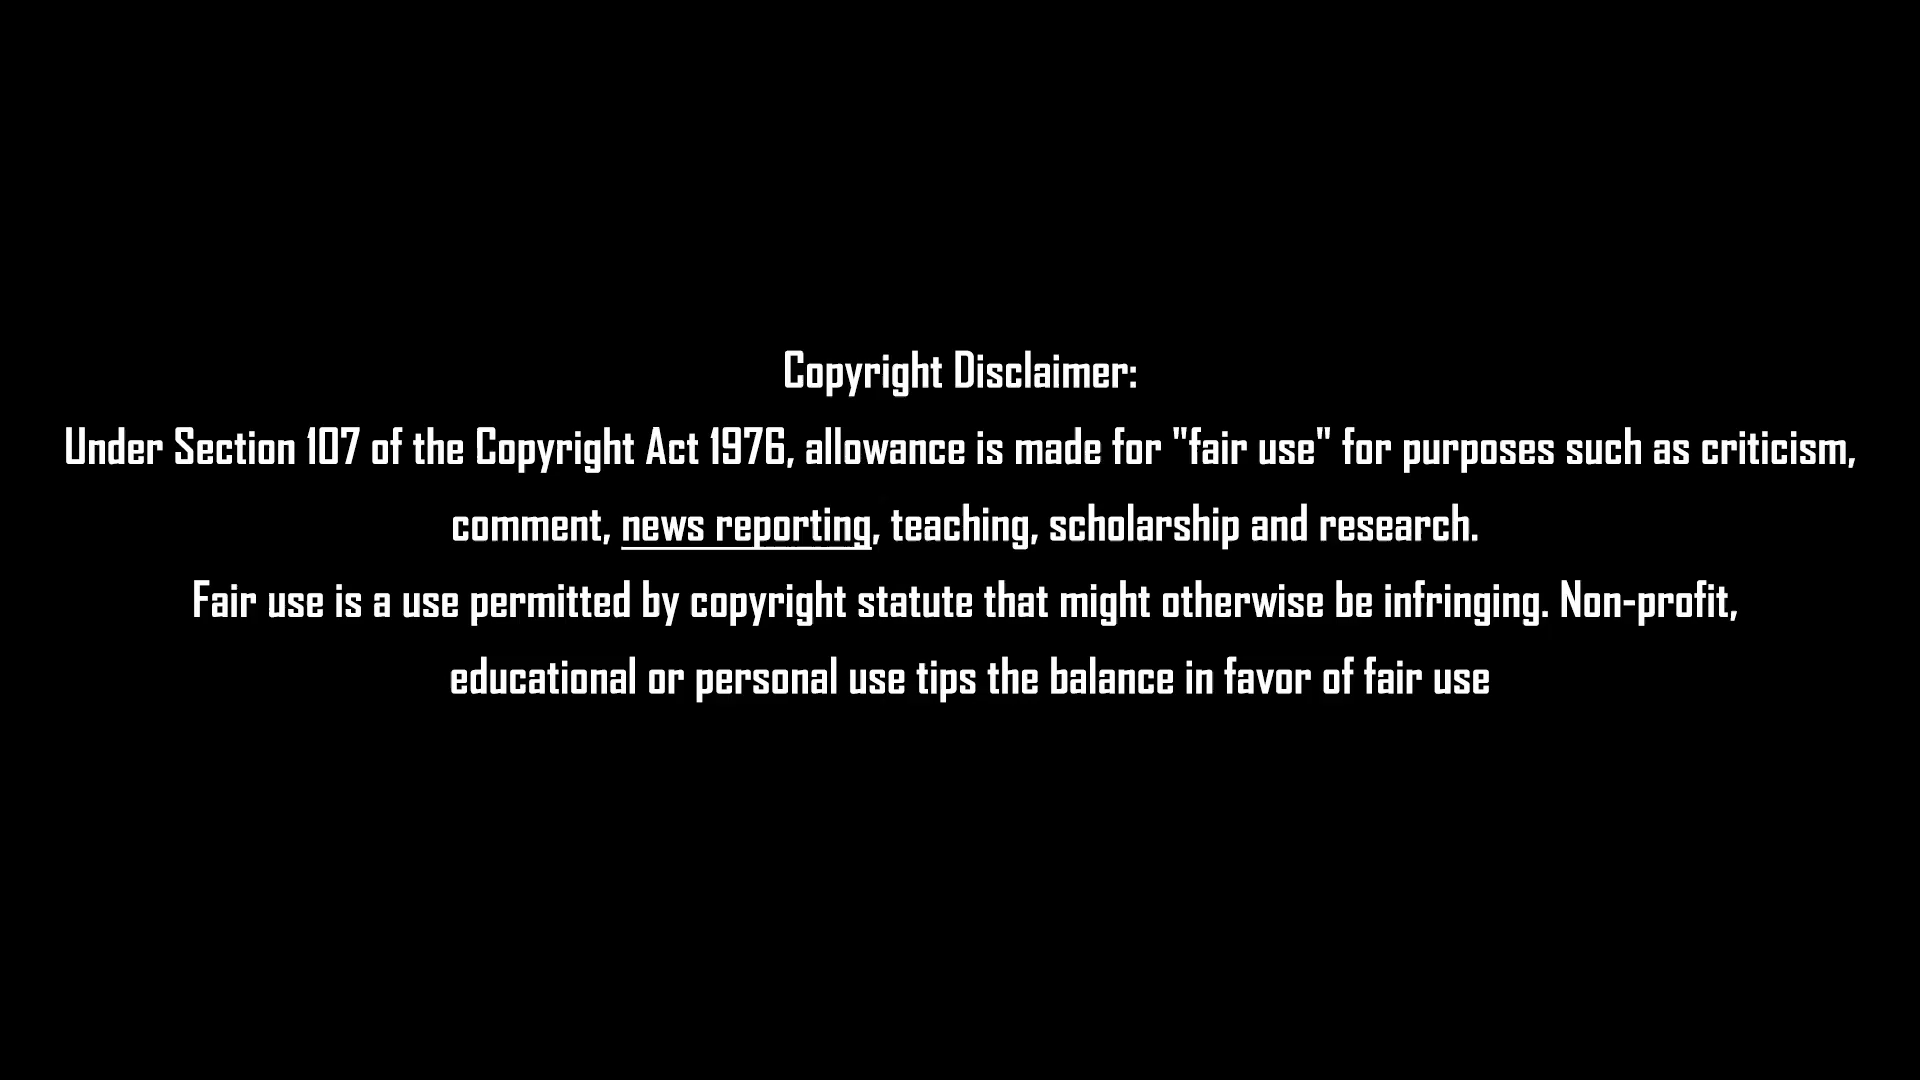 Copyright Disclaimer:
Under Section 107 of the Copyright Act 1976, allowance is made for "fair use" for purposes such as criticism,
comment, news reporting, teaching, scholarship and research.
Fair use is a use permitted by copyright statute that might otherwise be infringing. Non-profit,
educational or personal use tips the balance in favor of fair use